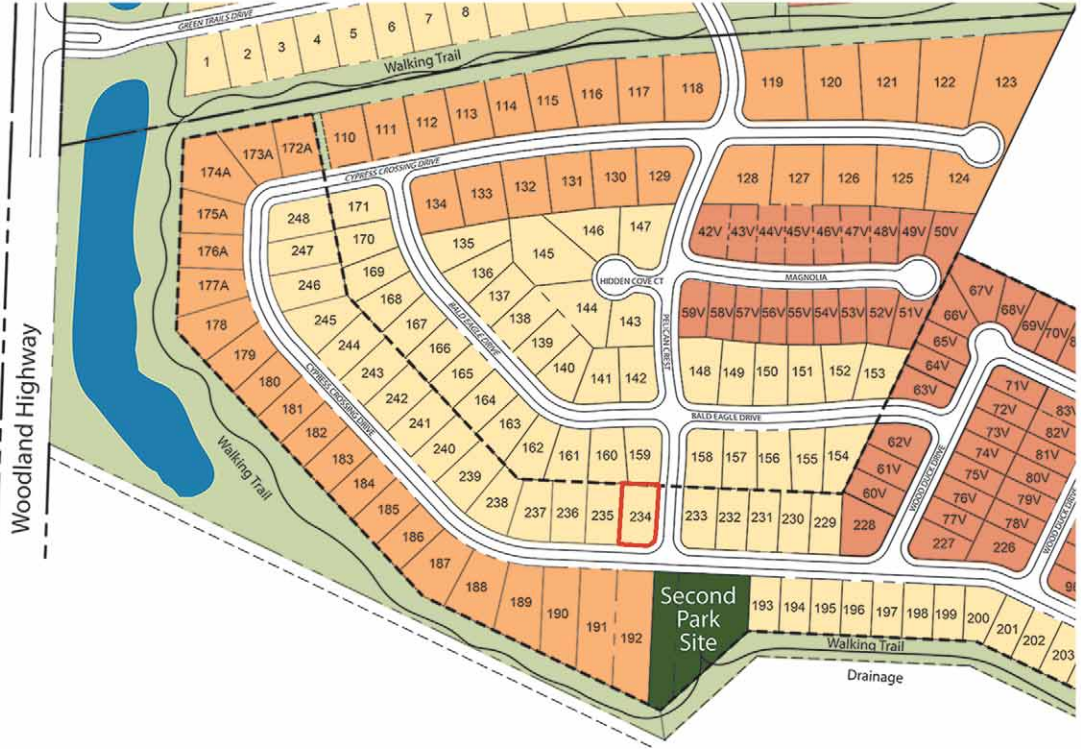 GREEN TRAILS DRIVE
1 2 3 4 5 6 7 8
Walking Trail
110 111 112 113 114 115 116 117 118
119 120 121 122 123
174A 173A 172A
CYPRESS CROSSING DRIVE
175A
176A
177A
178
248 171
247 170
246 169
134 133 132 131 130 129
128 127 126 125 124
135 145 146 147
136
137
138
139
140
144 143
141 142
HIDDEN COVE CT
42V 43V 44V 45V 46V 47V 48V 49V 50V
MAGNOLIA
59V 58V 57V 56V 55V 54V 53V 52V 51V
PELICAN CREST
148 149 150 151 152 153
BALD EAGLE DRIVE
BALD EAGLE DRIVE
168
167
166
165
164
163
162 161 160 159
158 157 156 155 154
245
244
243
242
241
240
239
238 237 236 235 234
233 232 231 230 229 228
CYPRESS CROSSING DRIVE
179
180
181
182
183
184
185
186
187
188
189
190
191
192
67V
66V 68V
65V 69V 70V
64V
63V
62V
61V
60V
WOOD DUCK DRIVE
71V
72V 83V
73V 82V
74V 81V
75V 80V
76V 79V
77V 78V
227 226
WOOD DUCK DRIVE
Second
Park
Site
193 194 195 196 197 198 199 200 201 202 203
Walking Trail
Drainage
Walking Trail
Woodland Highway